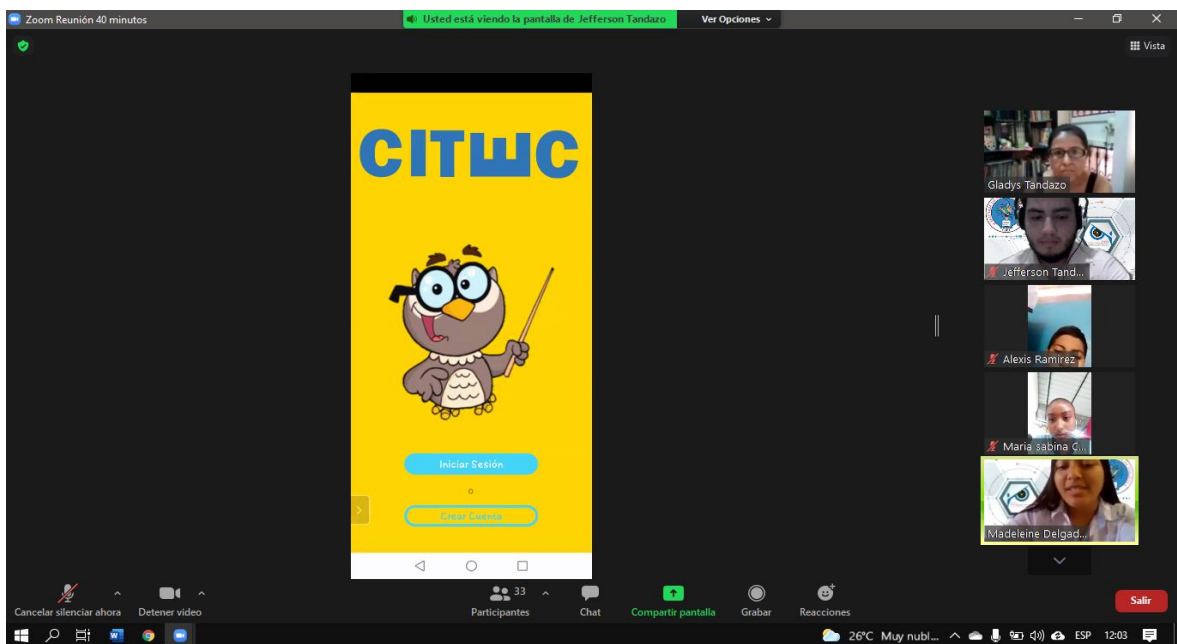 Zoom Reunión 40 minutos
Usted está viendo la pantalla de Jefferson Tandazo
Ver Opciones
Vista
CITШC
Iniciar Sesión
o
Crear Cuenta
Gladys Tandazo
Jefferson Tand...
Alexis Ramirez
Maria sabina C...
Madeleine Delgad...
Cancelar silenciar ahora
Detener video
33
Participantes
Chat
Compartir pantalla
Grabar
Reacciones
Salir
26°C Muy nubl...
ESP
12:03